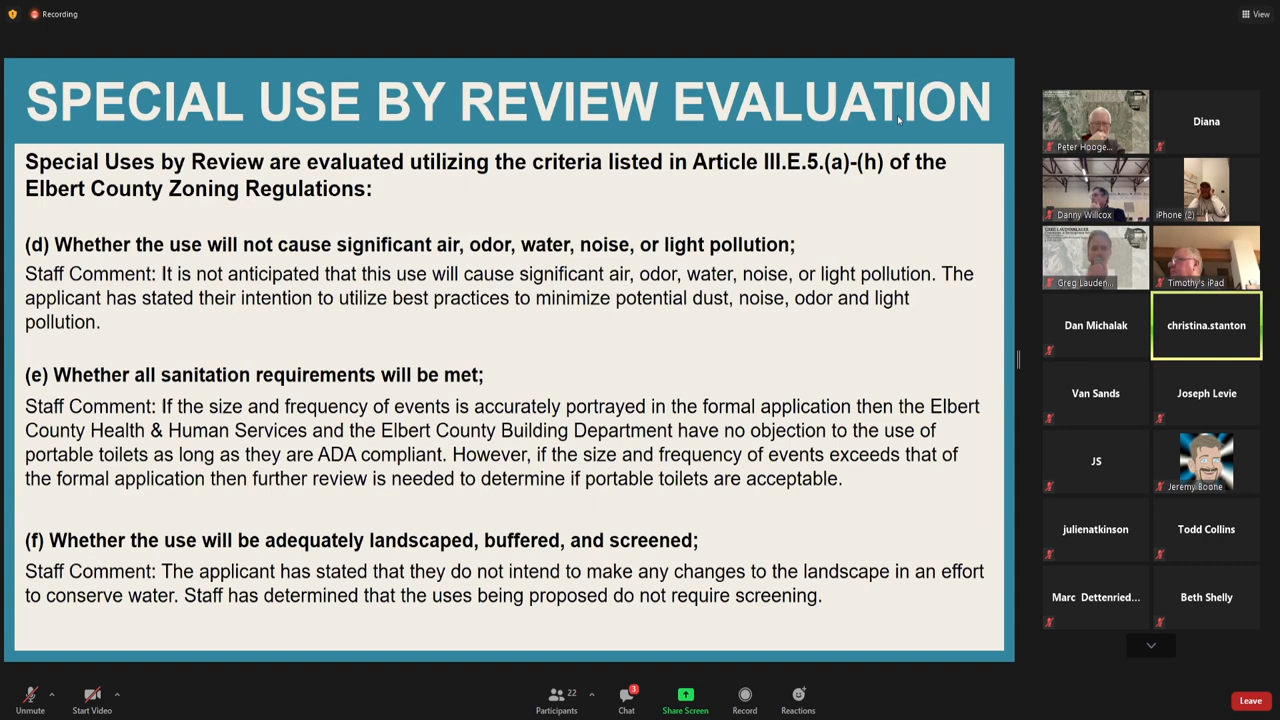 Recording
View
SPECIAL USE BY REVIEW EVALUATION
Special Uses by Review are evaluated utilizing the criteria listed in Article III.E.5.(a)-(h) of the
Elbert County Zoning Regulations:
(d) Whether the use will not cause significant air, odor, water, noise, or light pollution;
Staff Comment: It is not anticipated that this use will cause significant air, odor, water, noise, or light pollution. The
applicant has stated their intention to utilize best practices to minimize potential dust, noise, odor and light
pollution.
(e) Whether all sanitation requirements will be met;
Staff Comment: If the size and frequency of events is accurately portrayed in the formal application then the Elbert
County Health & Human Services and the Elbert County Building Department have no objection to the use of
portable toilets as long as they are ADA compliant. However, if the size and frequency of events exceeds that of
the formal application then further review is needed to determine if portable toilets are acceptable.
(f) Whether the use will be adequately landscaped, buffered, and screened;
Staff Comment: The applicant has stated that they do not intend to make any changes to the landscape in an effort
to conserve water. Staff has determined that the uses being proposed do not require screening.
Peter Hooge...
Diana
Danny Willcox
iPhone (2)
Greg Lauden...
Timothy's iPad
Dan Michalak
christina.stanton
Van Sands
Joseph Levie
JS
Jeremy Boone
julienatkinson
Todd Collins
Marc Dettenried...
Beth Shelly
Unmute
Start Video
22
Participants
3
Chat
Share Screen
Record
Reactions
Leave